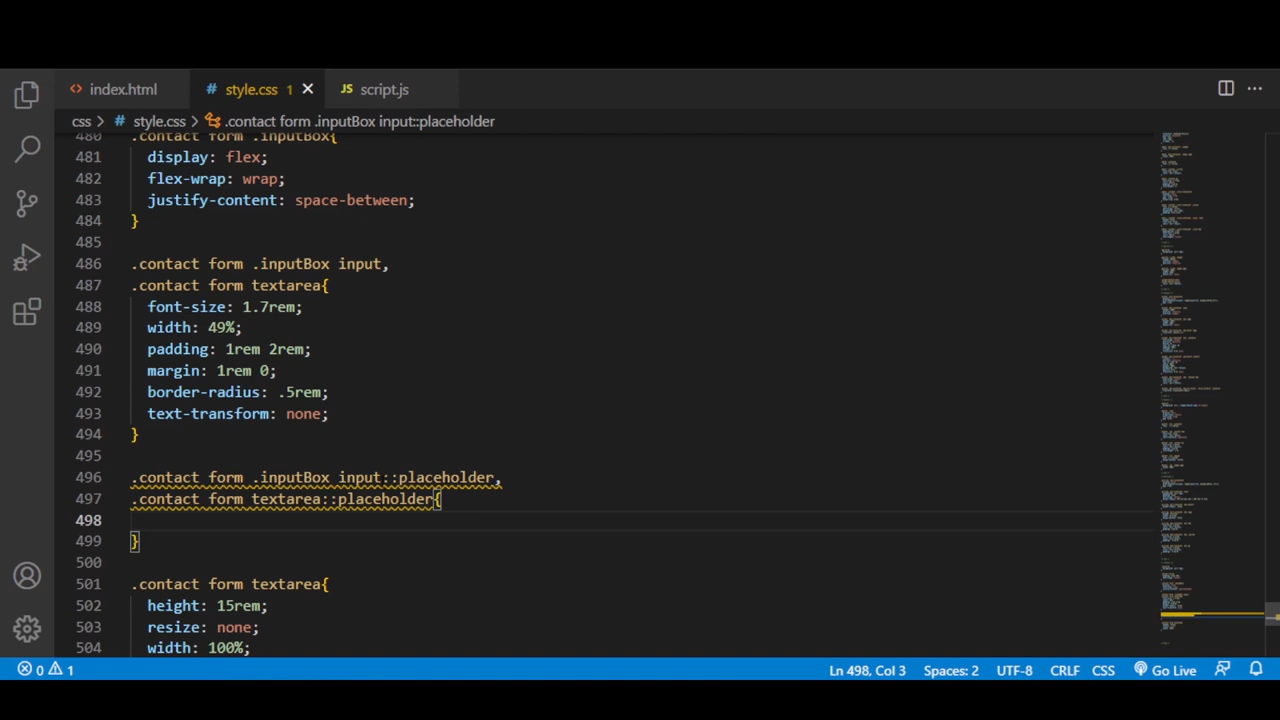 index.html
style.css 1
JS script.js
css > # style.css > .contact form .inputBox input::placeholder
480 .contact form .inputBox{
481 display: flex;
482 flex-wrap: wrap;
483 justify-content: space-between;
484 }
485
486 .contact form .inputBox input,
487 .contact form textarea{
488 font-size: 1.7rem;
489 width: 49%;
490 padding: 1rem 2rem;
491 margin: 1rem 0;
492 border-radius: .5rem;
493 text-transform: none;
494 }
495
496 .contact form .inputBox input::placeholder,
497 .contact form textarea::placeholder{
498
499 }
500
501 .contact form textarea{
502 height: 15rem;
503 resize: none;
504 width: 100%;
0 1 Ln 498, Col 3 Spaces: 2 UTF-8 CRLF CSS Go Live